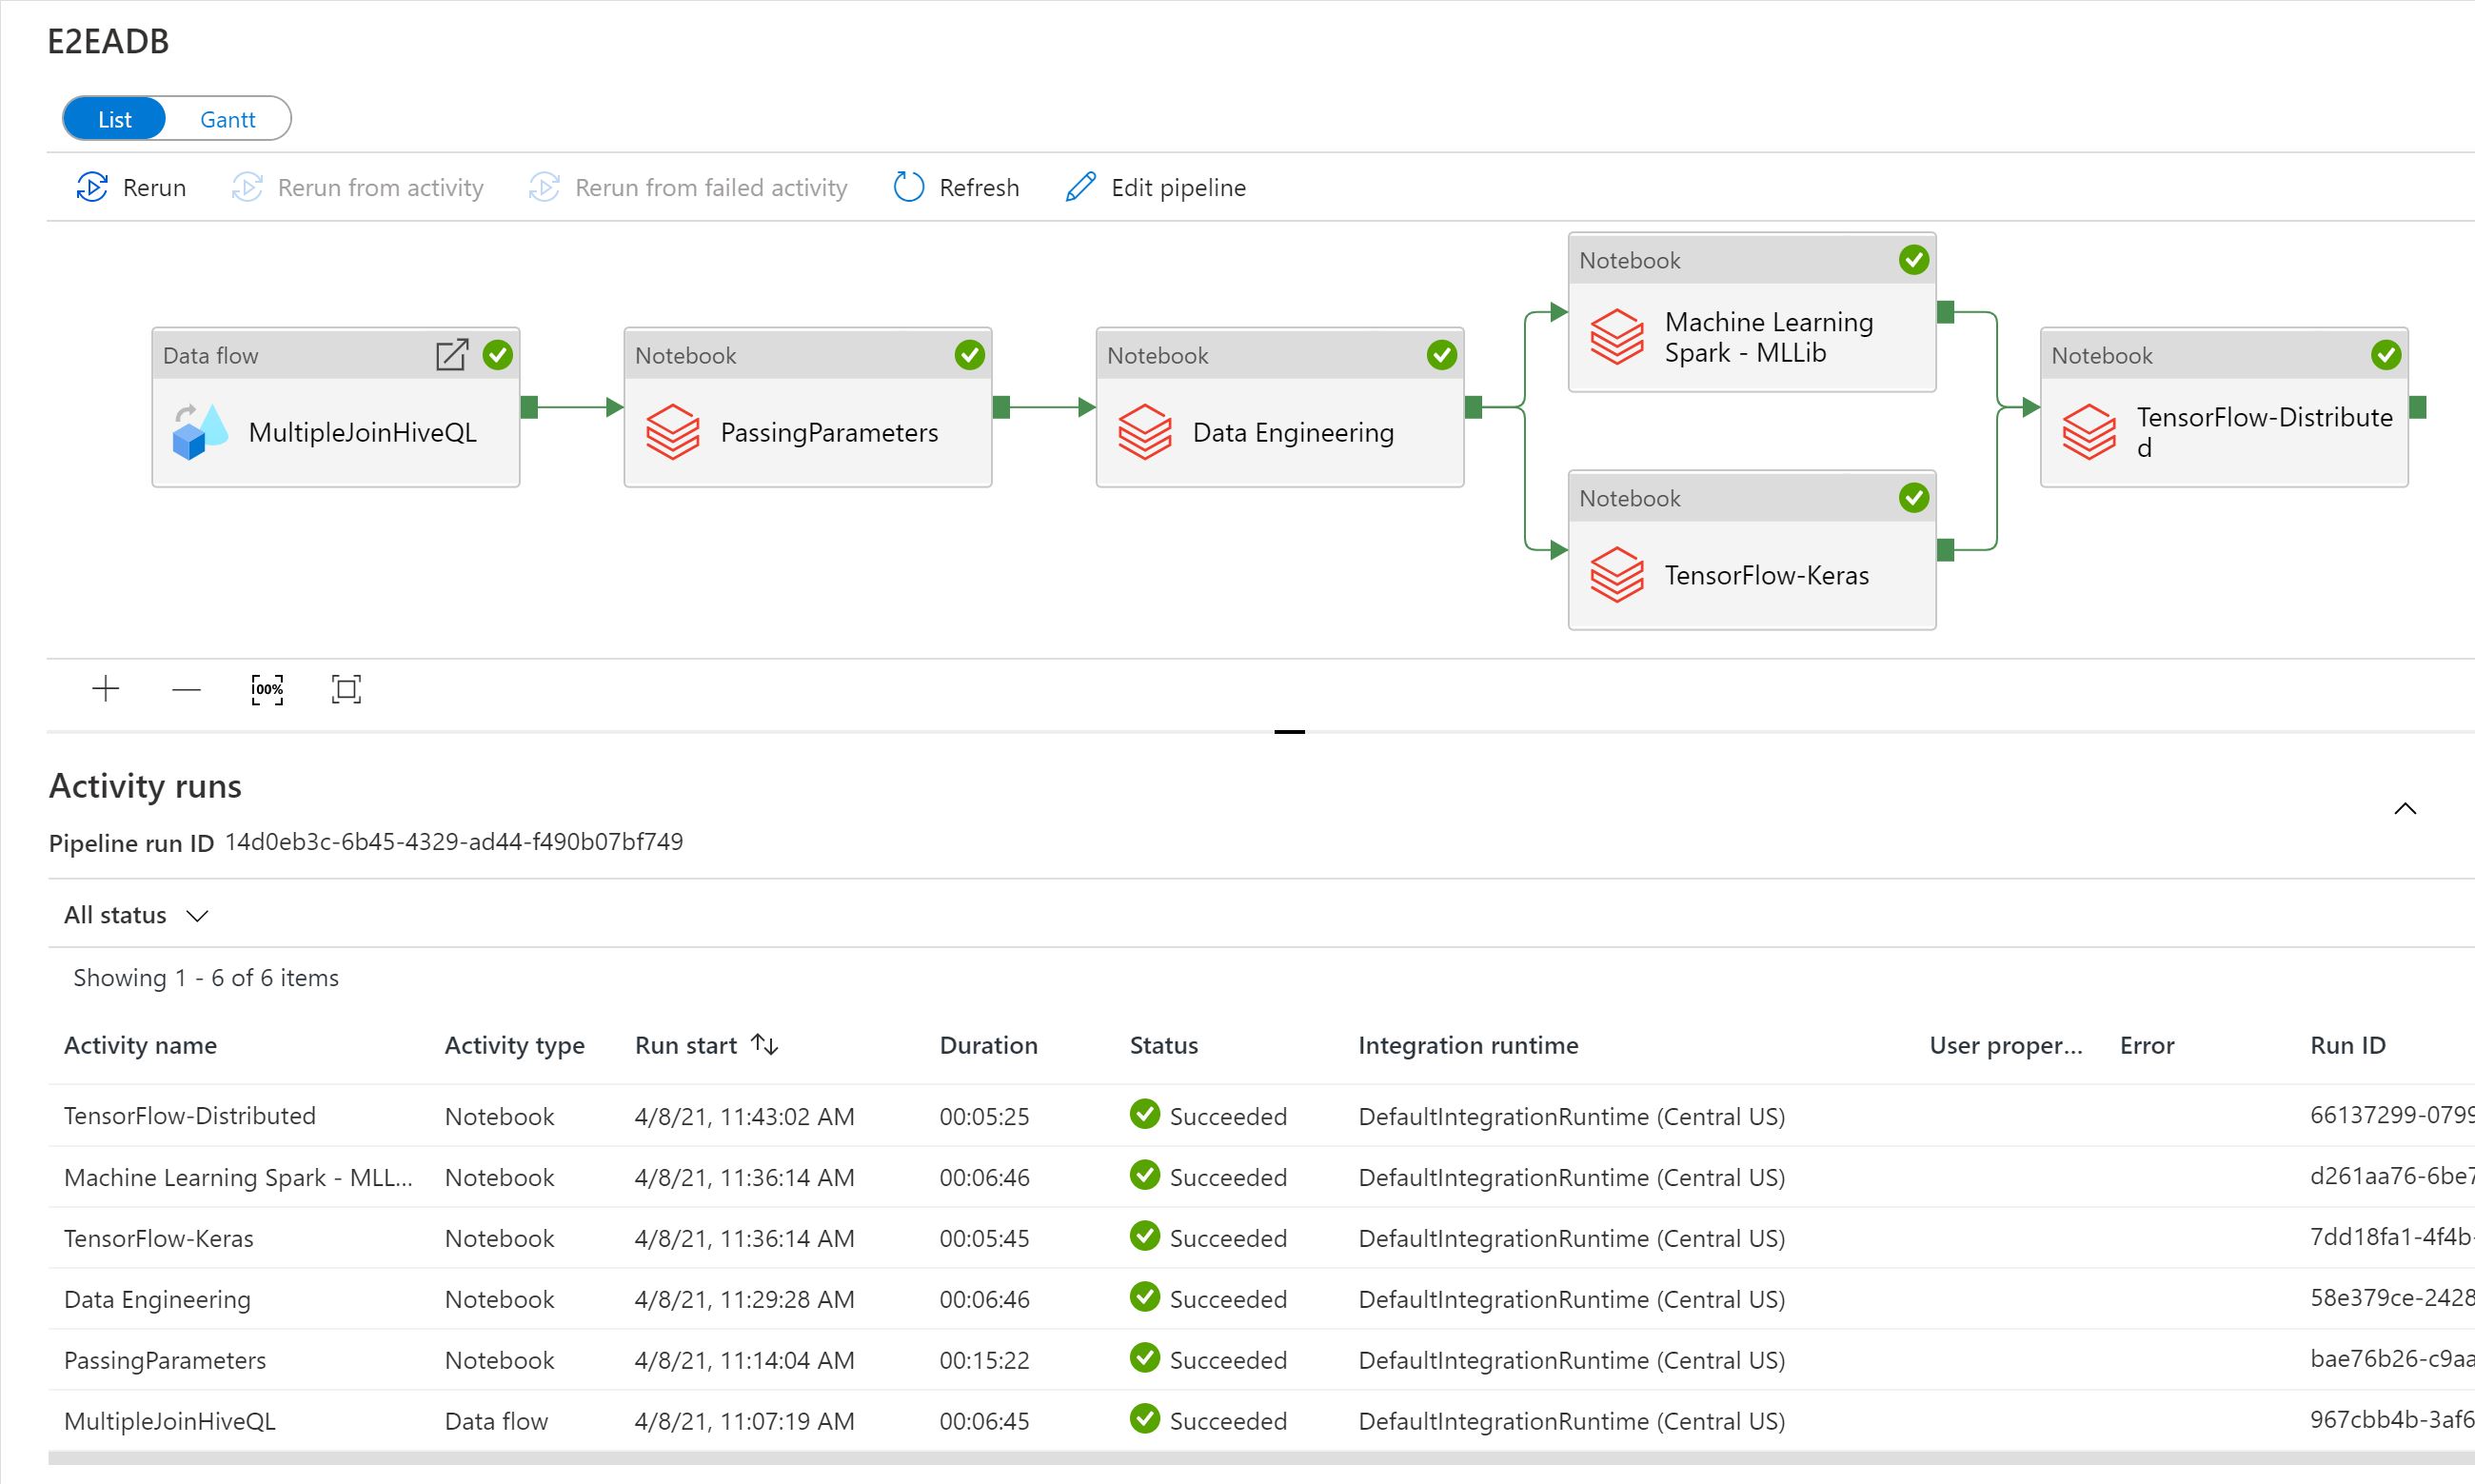 E2EADB
List Gantt
Rerun Rerun from activity Rerun from failed activity Refresh Edit pipeline
Notebook
Machine Learning
Spark - MLLib
Data flow
MultipleJoinHiveQL
Notebook
PassingParameters
Notebook
Data Engineering
Notebook
TensorFlow-Distribute
d
Notebook
TensorFlow-Keras
00%
Activity runs
Pipeline run ID 14d0eb3c-6b45-4329-ad44-f490b07bf749
All status
Showing 1 - 6 of 6 items
Activity name Activity type Run start Duration Status Integration runtime User proper... Error Run ID
TensorFlow-Distributed Notebook 4/8/21, 11:43:02 AM 00:05:25 Succeeded DefaultIntegrationRuntime (Central US) 66137299-0799
Machine Learning Spark - MLL... Notebook 4/8/21, 11:36:14 AM 00:06:46 Succeeded DefaultIntegrationRuntime (Central US) d261aa76-6be7
TensorFlow-Keras Notebook 4/8/21, 11:36:14 AM 00:05:45 Succeeded DefaultIntegrationRuntime (Central US) 7dd18fa1-4f4b-
Data Engineering Notebook 4/8/21, 11:29:28 AM 00:06:46 Succeeded DefaultIntegrationRuntime (Central US) 58e379ce-2428
PassingParameters Notebook 4/8/21, 11:14:04 AM 00:15:22 Succeeded DefaultIntegrationRuntime (Central US) bae76b26-c9aa
MultipleJoinHiveQL Data flow 4/8/21, 11:07:19 AM 00:06:45 Succeeded DefaultIntegrationRuntime (Central US) 967cbb4b-3af6